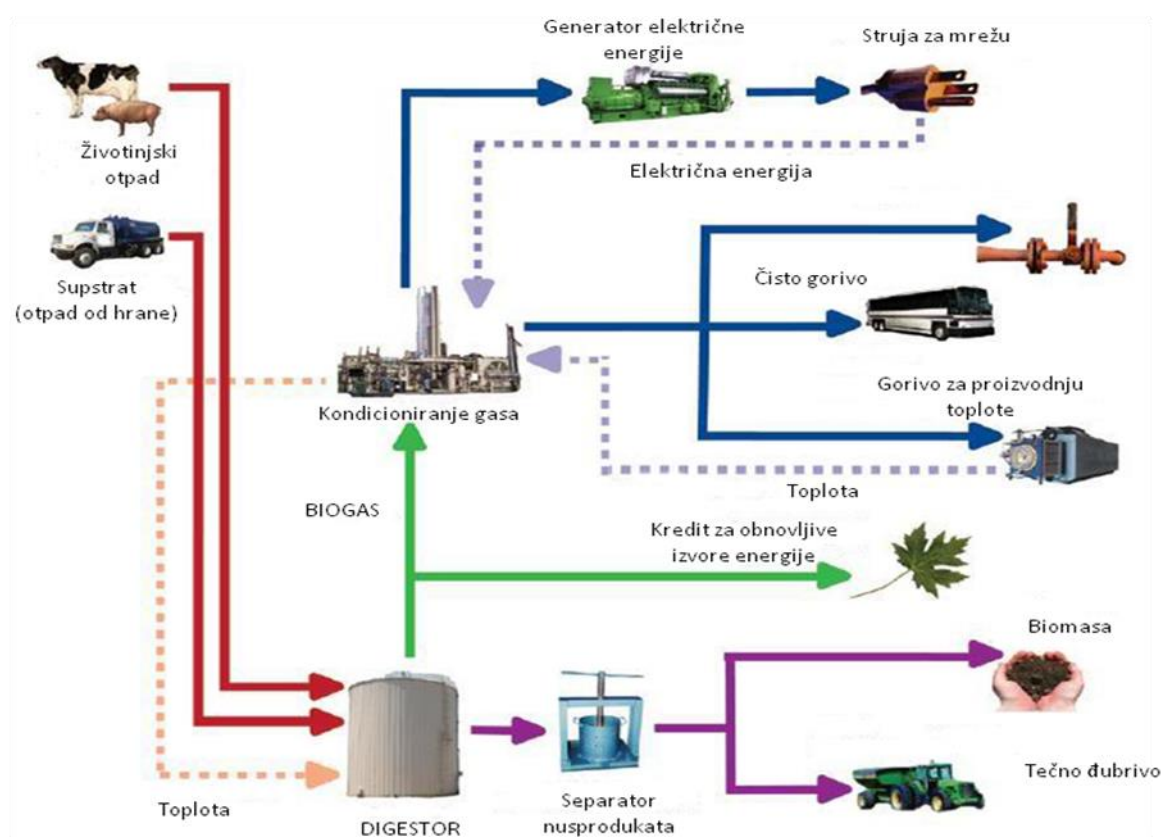 Generator električne
energije
Struja za mrežu
Životinjski
otpad
Električna energija
Supstrat
(otpad od hrane)
Čisto gorivo
Gorivo za proizvodnju
toplote
Kondicioniranje gasa
Toplota
BIOGAS
Kredit za obnovljive
izvore energije
Biomasa
Tečno đubrivo
Toplota
DIGESTOR
Separator
nusprodukata